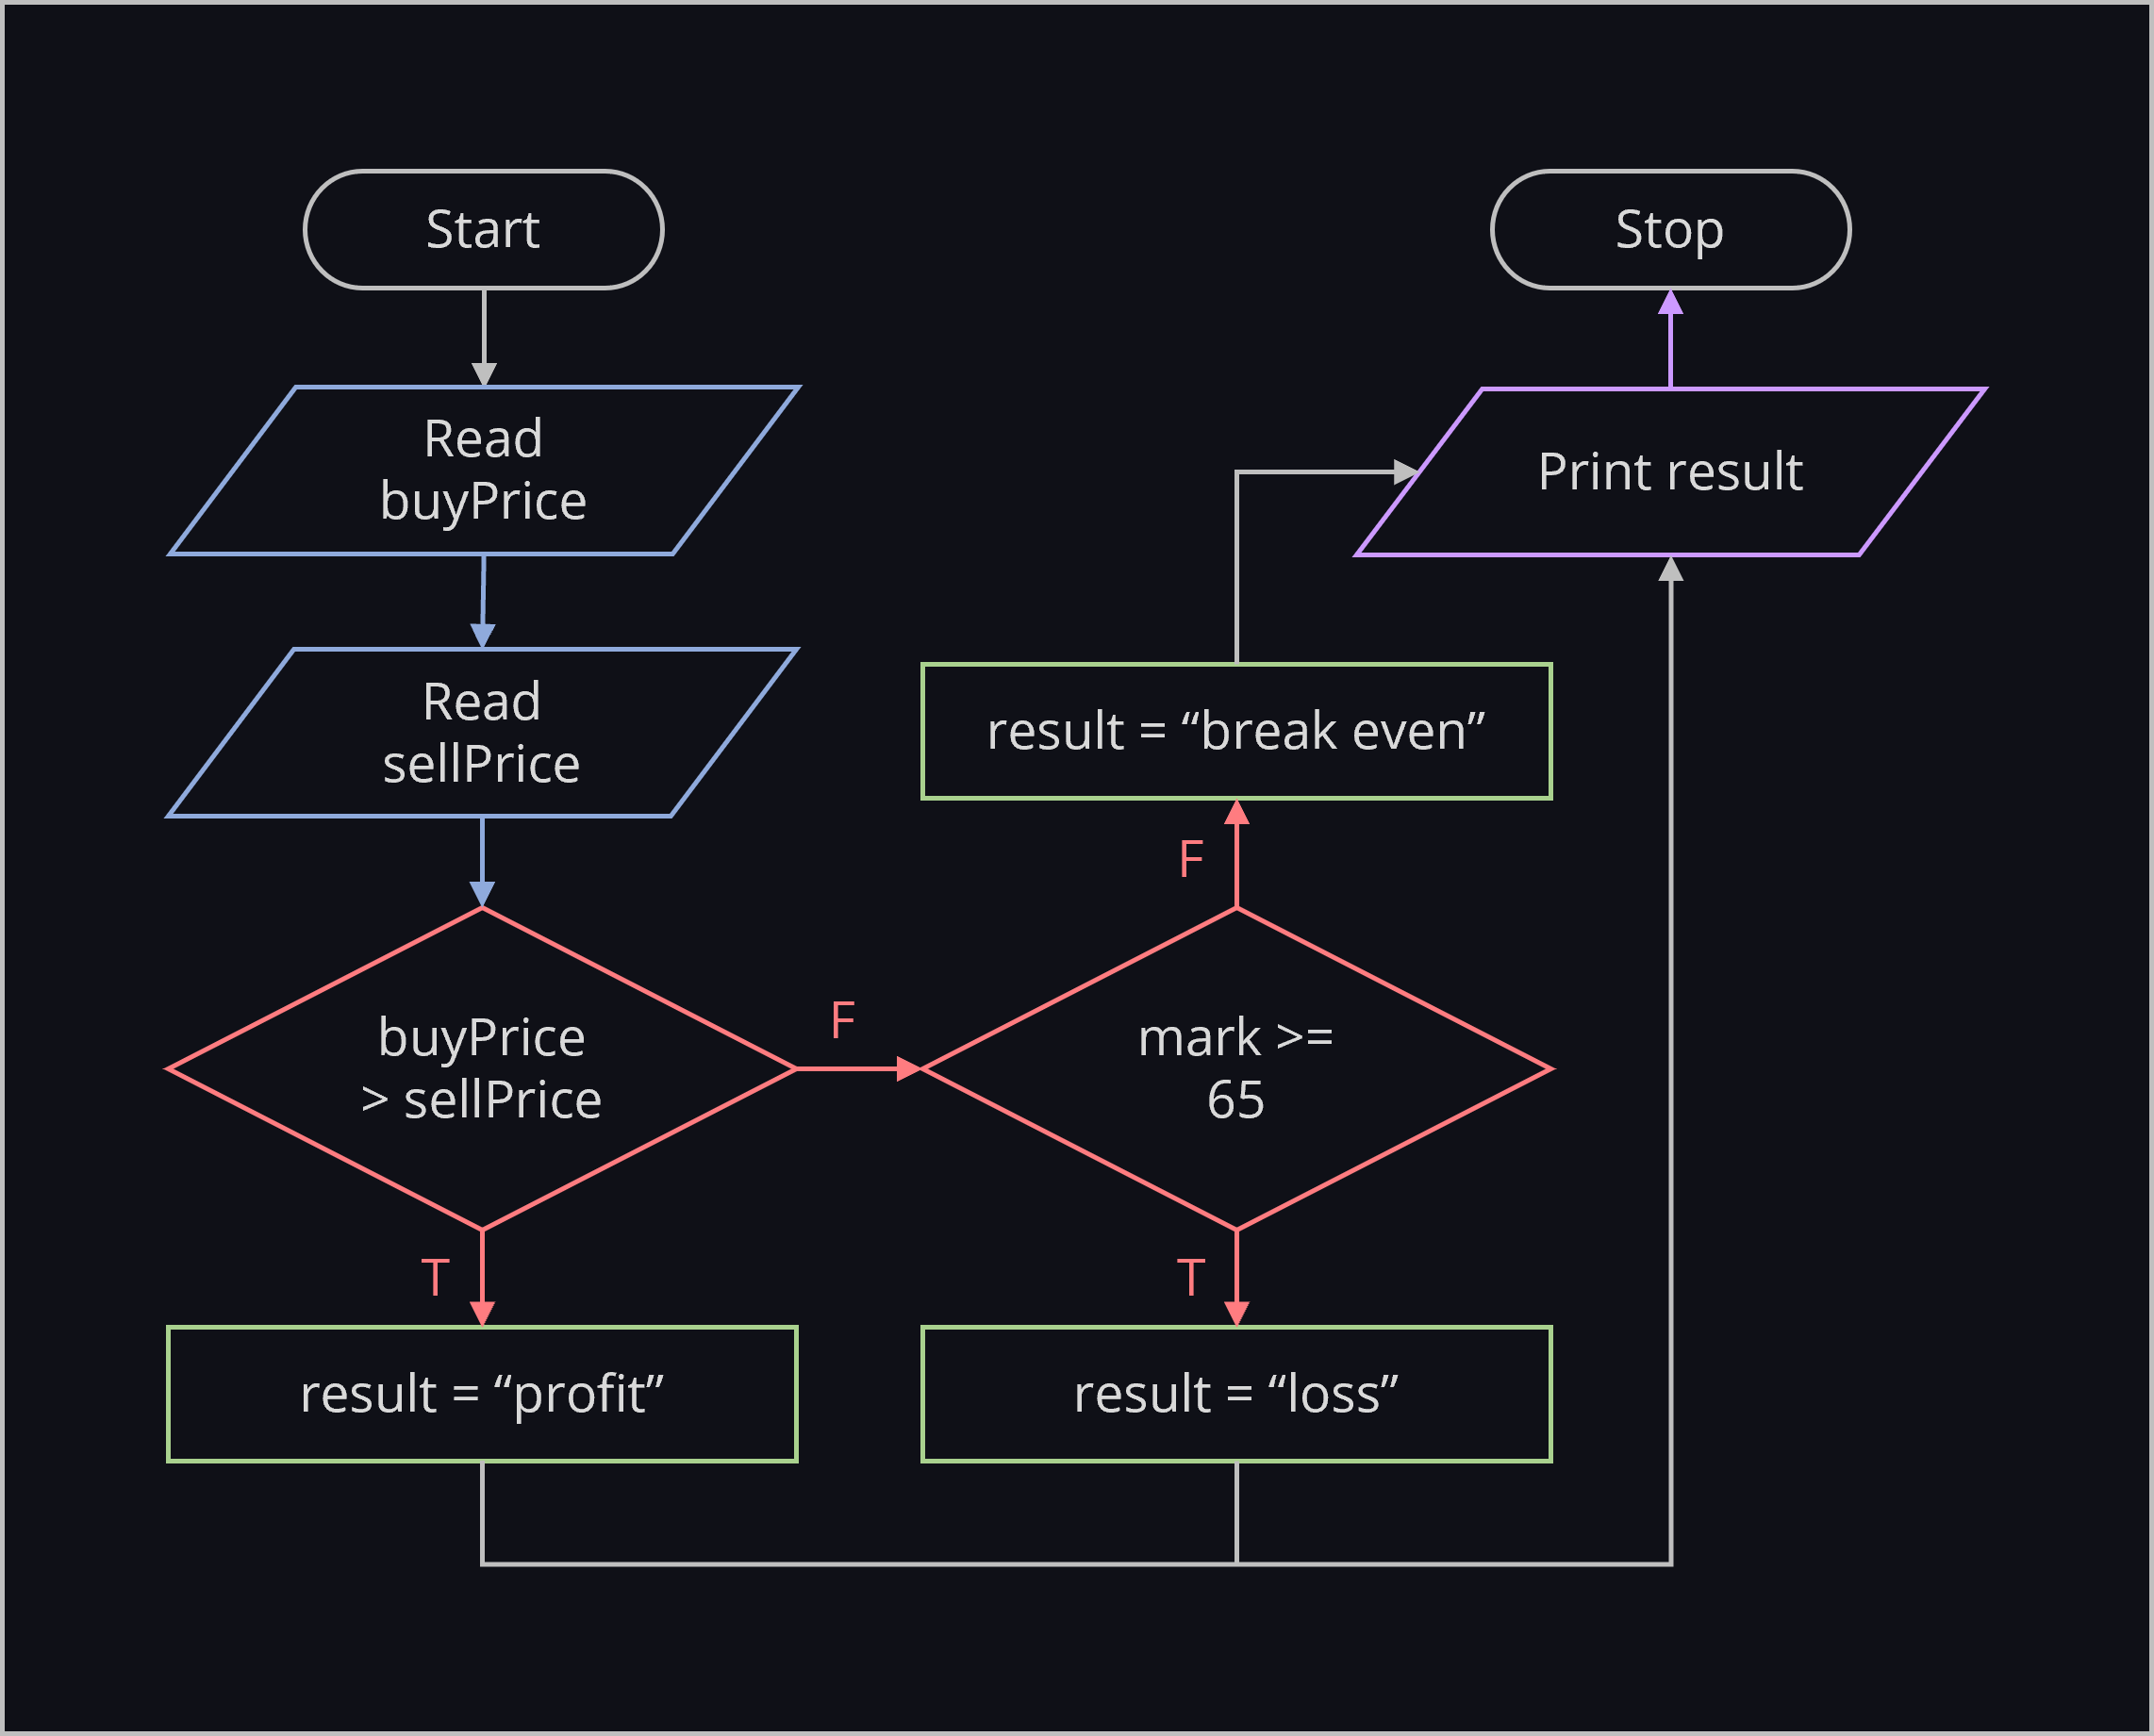 Start
Read
buyPrice
Read
sellPrice
buyPrice
> sellPrice
F
T
result = “profit”
mark >=
65
F
T
result = “break even”
result = “loss”
Print result
Stop